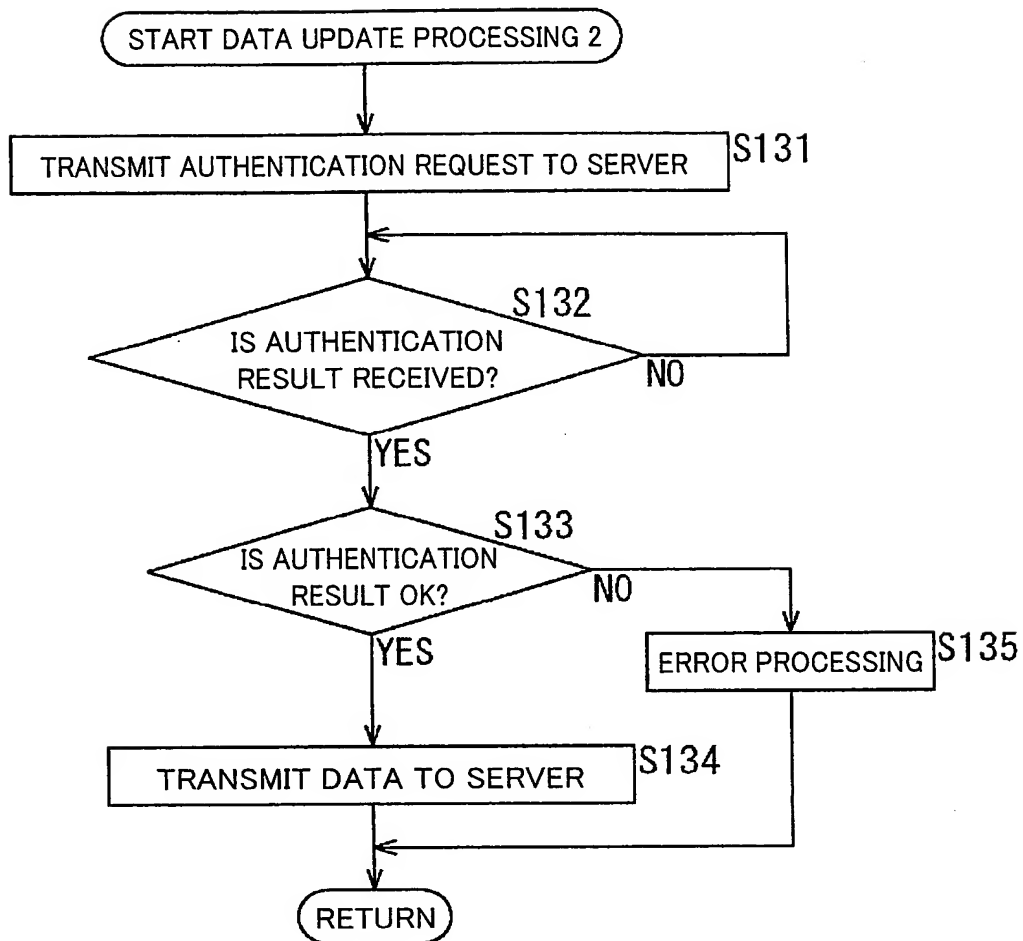 START DATA UPDATE PROCESSING 2
TRANSMIT AUTHENTICATION REQUEST TO SERVER
S131
S132
IS AUTHENTICATION
RESULT RECEIVED?
NO
YES
S133
IS AUTHENTICATION
RESULT OK?
NO
YES
ERROR PROCESSING
S135
TRANSMIT DATA TO SERVER
S134
RETURN